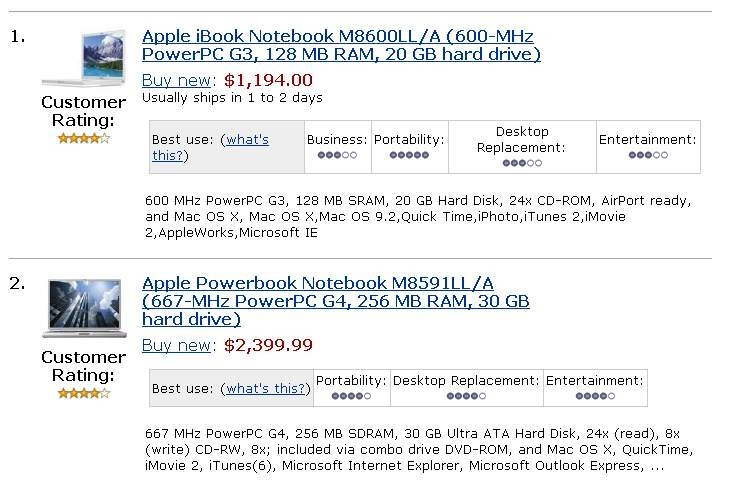 1.
Apple iBook Notebook M8600LL/A (600-MHz
PowerPC G3, 128 MB RAM, 20 GB hard drive)
Buy new: $1,194.00
Usually ships in 1 to 2 days
Customer
Rating:
Best use: (what's
this?)
Business:
Portability:
Desktop
Replacement:
Entertainment:
600 MHz PowerPC G3, 128 MB SRAM, 20 GB Hard Disk, 24x CD-ROM, AirPort ready,
and Mac OS X, Mac OS X,Mac OS 9.2,Quick Time,iPhoto,iTunes 2,iMovie
2,AppleWorks,Microsoft IE
2.
Apple Powerbook Notebook M8591LL/A
(667-MHz PowerPC G4, 256 MB RAM, 30 GB
hard drive)
Buy new: $2,399.99
Customer
Rating:
Best use: (what's this?)
Portability:
Desktop Replacement:
Entertainment:
667 MHz PowerPC G4, 256 MB SDRAM, 30 GB Ultra ATA Hard Disk, 24x (read), 8x
(write) CD-RW, 8x; included via combo drive DVD-ROM, and Mac OS X, QuickTime,
iMovie 2, iTunes(6), Microsoft Internet Explorer, Microsoft Outlook Express, ...